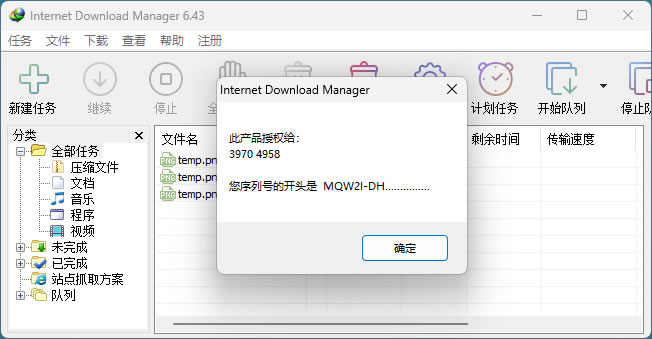 Internet Download Manager 6.43
任务 文件 下载 查看 帮助 注册
新建任务 继续 停止 计划任务 开始队列
Internet Download Manager
此产品授权给:
3970 4958
您序列号的开头是 MQW2I-DH...............
确定
分类
全部任务
压缩文件
文档
音乐
程序
视频
未完成
已完成
站点抓取方案
队列
文件名 剩余时间 传输速度
temp.pn
temp.pn
temp.pn